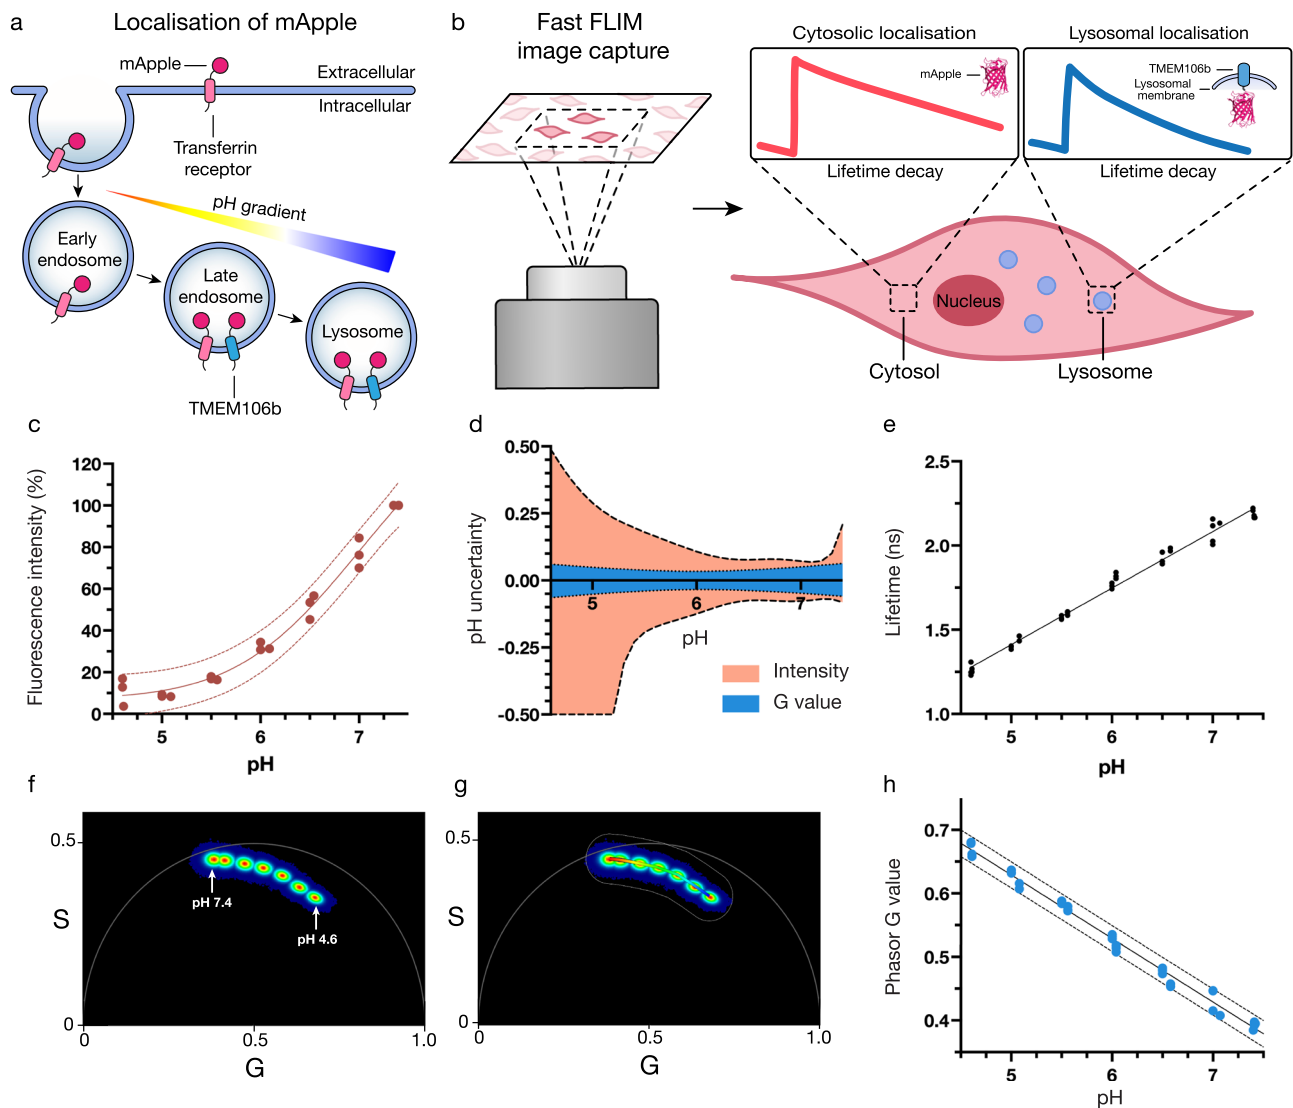 a
Localisation of mApple
mApple
Extracellular
Intracellular
Transferrin
receptor
pH gradient
Early
endosome
Late
endosome
Lysosome
TMEM106b
b
Fast FLIM
image capture
Cytosolic localisation
mApple
Lifetime decay
Lysosomal localisation
TMEM106b
Lysosomal
membrane
Lifetime decay
Nucleus
Cytosol
Lysosome
c
Fluorescence intensity (%)
120
100
80
60
40
20
0
5
6
7
pH
d
pH uncertainty
0.50
0.25
0.00
-0.25
-0.50
5
6
7
pH
Intensity
G value
e
Lifetime (ns)
2.5
2.0
1.5
1.0
5
6
7
pH
f
S
0.5
0
pH 7.4
pH 4.6
0
0.5
1.0
G
g
S
0.5
0
0
0.5
1.0
G
h
Phasor G value
0.7
0.6
0.5
0.4
5
6
7
pH